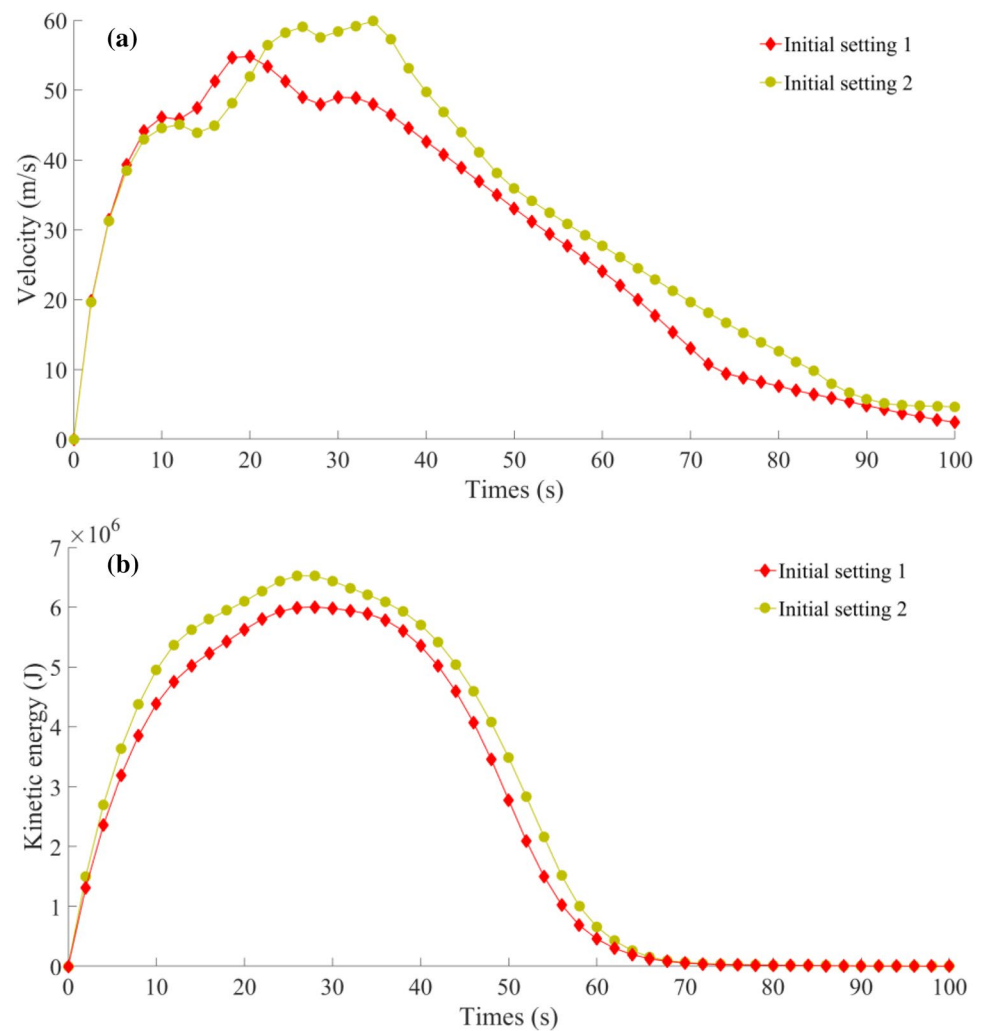 (a)
Initial setting 1
Initial setting 2
60
50
40
30
20
10
0
Velocity (m/s)
0 10 20 30 40 50 60 70 80 90 100
Times (s)
×10⁶
(b)
Initial setting 1
Initial setting 2
7
6
5
4
3
2
1
0
Kinetic energy (J)
0 10 20 30 40 50 60 70 80 90 100
Times (s)